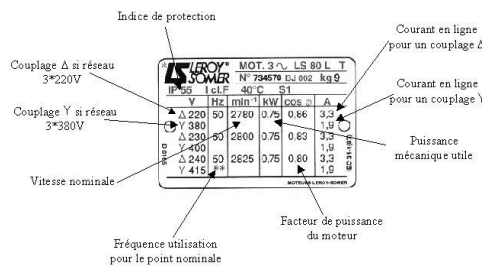 Indice de protection
Courant en ligne
pour un couplage Δ
Couplage Δ si réseau
3*220V
Courant en ligne
pour un couplage Y
Couplage Y si réseau
3*380V
LEROY SOMER
MOT. 3 ~ LS 80 L T
N° 734570 BJ 002 kg 9
IP 55 I cl.F 40°C S1
V Hz min-1 kW cos φ A
Δ 220 50 2780 0,75 0,86 3,3
Y 380 1,9
Δ 230 50 2800 0,75 0.83 3,3
Y 400 1,9
Δ 240 50 2825 0,75 0.80 3,3
Y 415 ** 1,9
MOTEURS LEROY-SOMER
Puissance
mécanique utile
Vitesse nominale
Facteur de puissance
du moteur
Fréquence utilisation
pour le point nominale